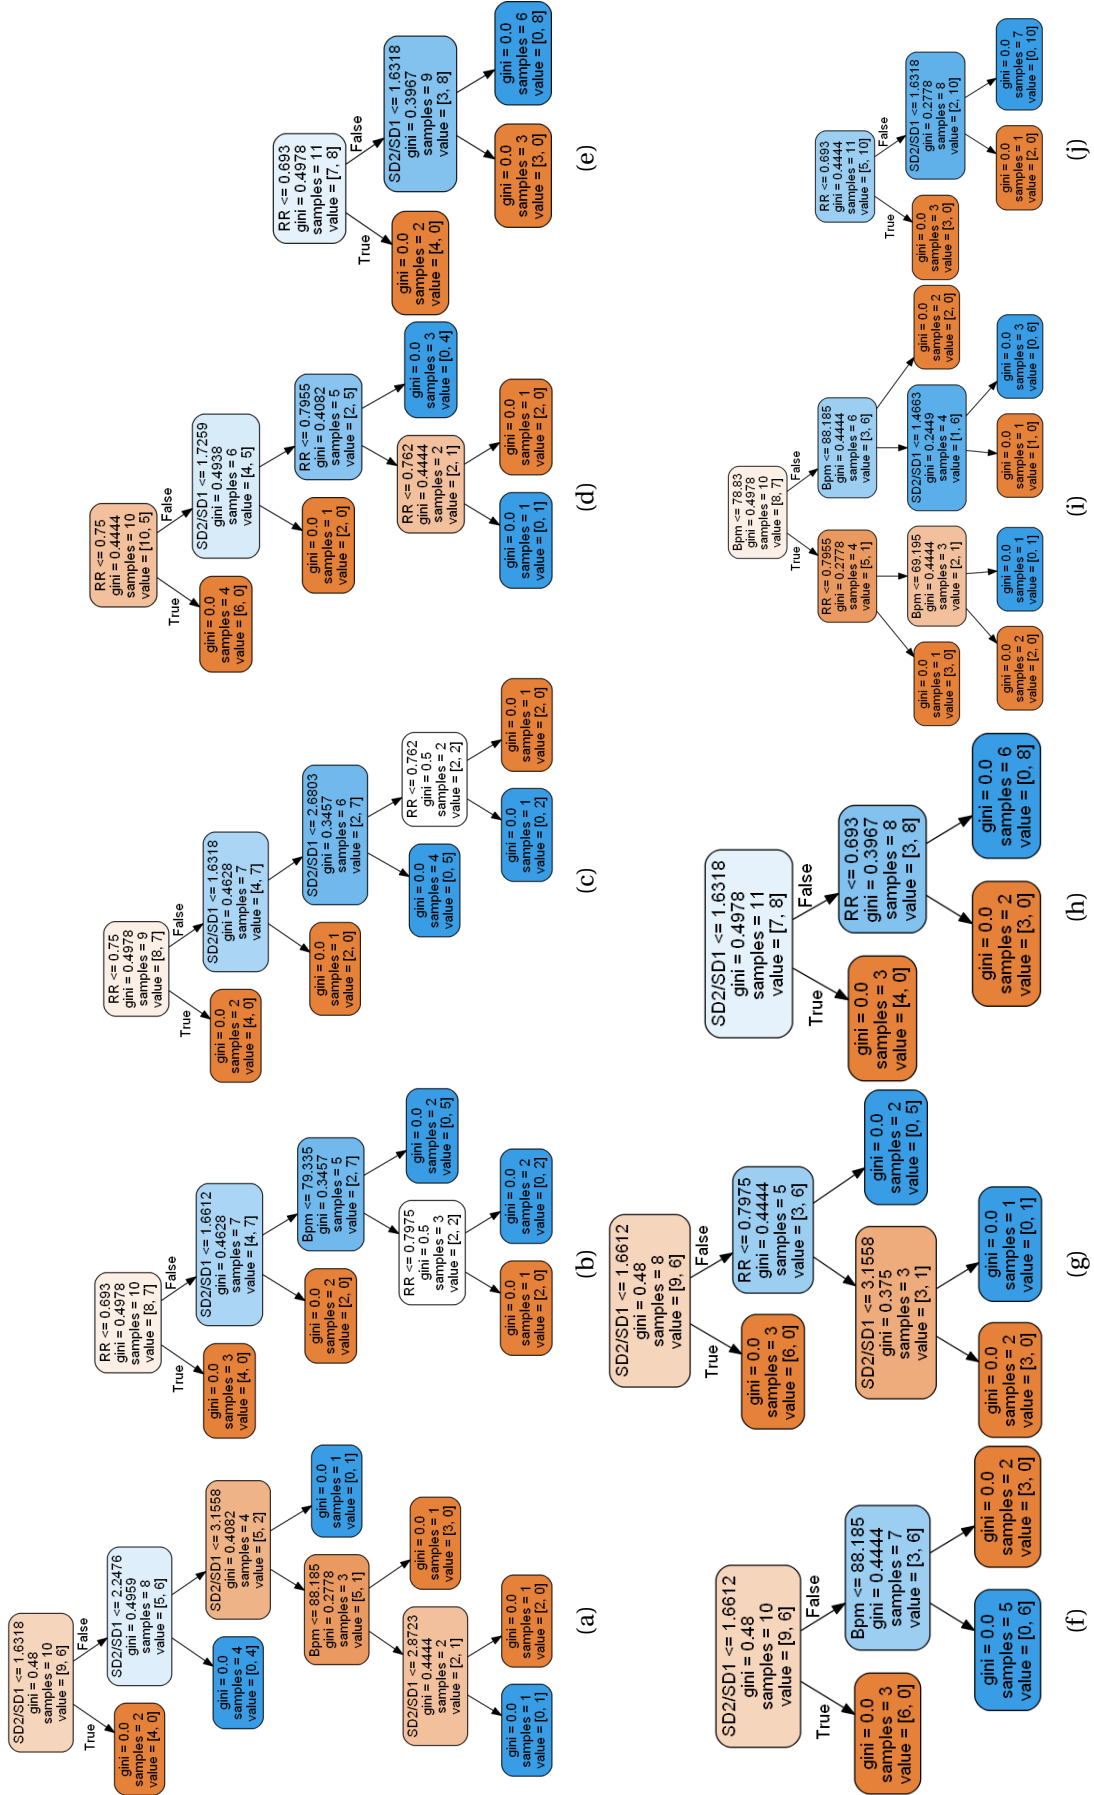 SD2/SD1 <= 1.6318
gini = 0.48
samples = 10
value = [9, 6]
True
False
gini = 0.0
samples = 2
value = [4, 0]
SD2/SD1 <= 2.2476
gini = 0.4959
samples = 8
value = [5, 6]
gini = 0.0
samples = 4
value = [0, 4]
SD2/SD1 <= 3.1558
gini = 0.4082
samples = 4
value = [5, 2]
Bpm <= 88.185
gini = 0.2778
samples = 3
value = [5, 1]
gini = 0.0
samples = 1
value = [0, 1]
SD2/SD1 <= 2.8723
gini = 0.4444
samples = 2
value = [2, 1]
gini = 0.0
samples = 1
value = [3, 0]
gini = 0.0
samples = 1
value = [0, 1]
gini = 0.0
samples = 1
value = [2, 0]
(a)
RR <= 0.693
gini = 0.4978
samples = 10
value = [8, 7]
True
False
gini = 0.0
samples = 3
value = [4, 0]
SD2/SD1 <= 1.6612
gini = 0.4628
samples = 7
value = [4, 7]
gini = 0.0
samples = 2
value = [2, 0]
Bpm <= 79.335
gini = 0.3457
samples = 5
value = [2, 7]
RR <= 0.7975
gini = 0.5
samples = 3
value = [2, 2]
gini = 0.0
samples = 2
value = [0, 5]
gini = 0.0
samples = 1
value = [2, 0]
gini = 0.0
samples = 2
value = [0, 2]
(b)
RR <= 0.75
gini = 0.4978
samples = 9
value = [8, 7]
True
False
gini = 0.0
samples = 2
value = [4, 0]
SD2/SD1 <= 1.6318
gini = 0.4628
samples = 7
value = [4, 7]
gini = 0.0
samples = 1
value = [2, 0]
SD2/SD1 <= 2.6803
gini = 0.3457
samples = 6
value = [2, 7]
gini = 0.0
samples = 4
value = [0, 5]
RR <= 0.762
gini = 0.5
samples = 2
value = [2, 2]
gini = 0.0
samples = 1
value = [0, 2]
gini = 0.0
samples = 1
value = [2, 0]
(c)
RR <= 0.75
gini = 0.4444
samples = 10
value = [10, 5]
True
False
gini = 0.0
samples = 4
value = [6, 0]
SD2/SD1 <= 1.7259
gini = 0.4938
samples = 6
value = [4, 5]
gini = 0.0
samples = 1
value = [2, 0]
RR <= 0.7955
gini = 0.4082
samples = 5
value = [2, 5]
RR <= 0.762
gini = 0.4444
samples = 2
value = [2, 1]
gini = 0.0
samples = 3
value = [0, 4]
gini = 0.0
samples = 1
value = [0, 1]
gini = 0.0
samples = 1
value = [2, 0]
(d)
RR <= 0.693
gini = 0.4978
samples = 11
value = [7, 8]
True
False
gini = 0.0
samples = 2
value = [4, 0]
SD2/SD1 <= 1.6318
gini = 0.3967
samples = 9
value = [3, 8]
gini = 0.0
samples = 3
value = [3, 0]
gini = 0.0
samples = 6
value = [0, 8]
(e)
SD2/SD1 <= 1.6612
gini = 0.48
samples = 10
value = [9, 6]
True
False
gini = 0.0
samples = 3
value = [6, 0]
Bpm <= 88.185
gini = 0.4444
samples = 7
value = [3, 6]
gini = 0.0
samples = 5
value = [0, 6]
gini = 0.0
samples = 2
value = [3, 0]
(f)
SD2/SD1 <= 1.6612
gini = 0.48
samples = 8
value = [9, 6]
True
False
gini = 0.0
samples = 3
value = [6, 0]
RR <= 0.7975
gini = 0.4444
samples = 5
value = [3, 6]
SD2/SD1 <= 3.1558
gini = 0.375
samples = 3
value = [3, 1]
gini = 0.0
samples = 2
value = [0, 5]
gini = 0.0
samples = 2
value = [3, 0]
gini = 0.0
samples = 1
value = [0, 1]
(g)
SD2/SD1 <= 1.6318
gini = 0.4978
samples = 11
value = [7, 8]
True
False
gini = 0.0
samples = 3
value = [4, 0]
RR <= 0.693
gini = 0.3967
samples = 8
value = [3, 8]
gini = 0.0
samples = 2
value = [3, 0]
gini = 0.0
samples = 6
value = [0, 8]
(h)
Bpm <= 78.83
gini = 0.4978
samples = 10
value = [8, 7]
True
False
RR <= 0.7955
gini = 0.2778
samples = 4
value = [5, 1]
Bpm <= 88.185
gini = 0.4444
samples = 6
value = [3, 6]
gini = 0.0
samples = 1
value = [3, 0]
Bpm <= 69.195
gini = 0.4444
samples = 3
value = [2, 1]
SD2/SD1 <= 1.4663
gini = 0.2449
samples = 4
value = [1, 6]
gini = 0.0
samples = 2
value = [2, 0]
gini = 0.0
samples = 2
value = [2, 0]
gini = 0.0
samples = 1
value = [0, 1]
gini = 0.0
samples = 1
value = [1, 0]
gini = 0.0
samples = 3
value = [0, 6]
(i)
RR <= 0.693
gini = 0.4444
samples = 11
value = [5, 10]
True
False
gini = 0.0
samples = 3
value = [3, 0]
SD2/SD1 <= 1.6318
gini = 0.2778
samples = 8
value = [2, 10]
gini = 0.0
samples = 1
value = [2, 0]
gini = 0.0
samples = 7
value = [0, 10]
(j)